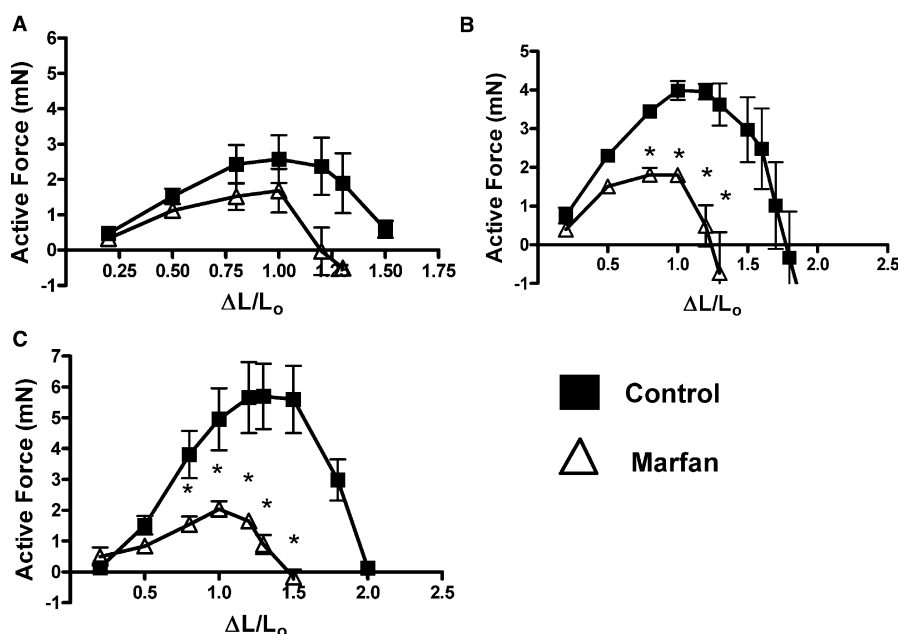 A
Active Force (mN)
6
5
4
3
2
1
0
-1
0.25 0.50 0.75 1.00 1.25 1.50 1.75
ΔL/Lo
B
Active Force (mN)
5
4
3
2
1
0
-1
0.5 1.0 1.5 2.0 2.5
* * * *
ΔL/Lo
C
Active Force (mN)
7
6
5
4
3
2
1
0
-1
0.5 1.0 1.5 2.0 2.5
* * * * *
ΔL/Lo
Control
Marfan